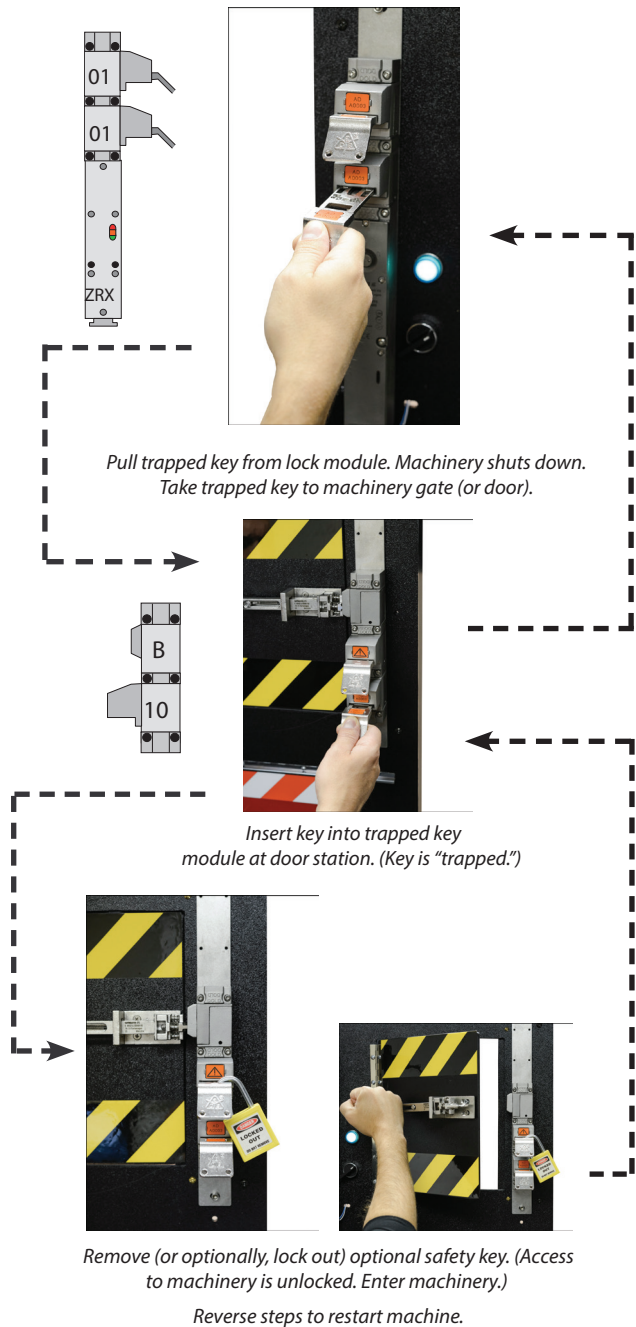 01
01
ZRX
Pull trapped key from lock module. Machinery shuts down.
Take trapped key to machinery gate (or door).
B
10
Insert key into trapped key
module at door station. (Key is “trapped.”)
LOCKED
OUT
Remove (or optionally, lock out) optional safety key. (Access
to machinery is unlocked. Enter machinery.)
Reverse steps to restart machine.